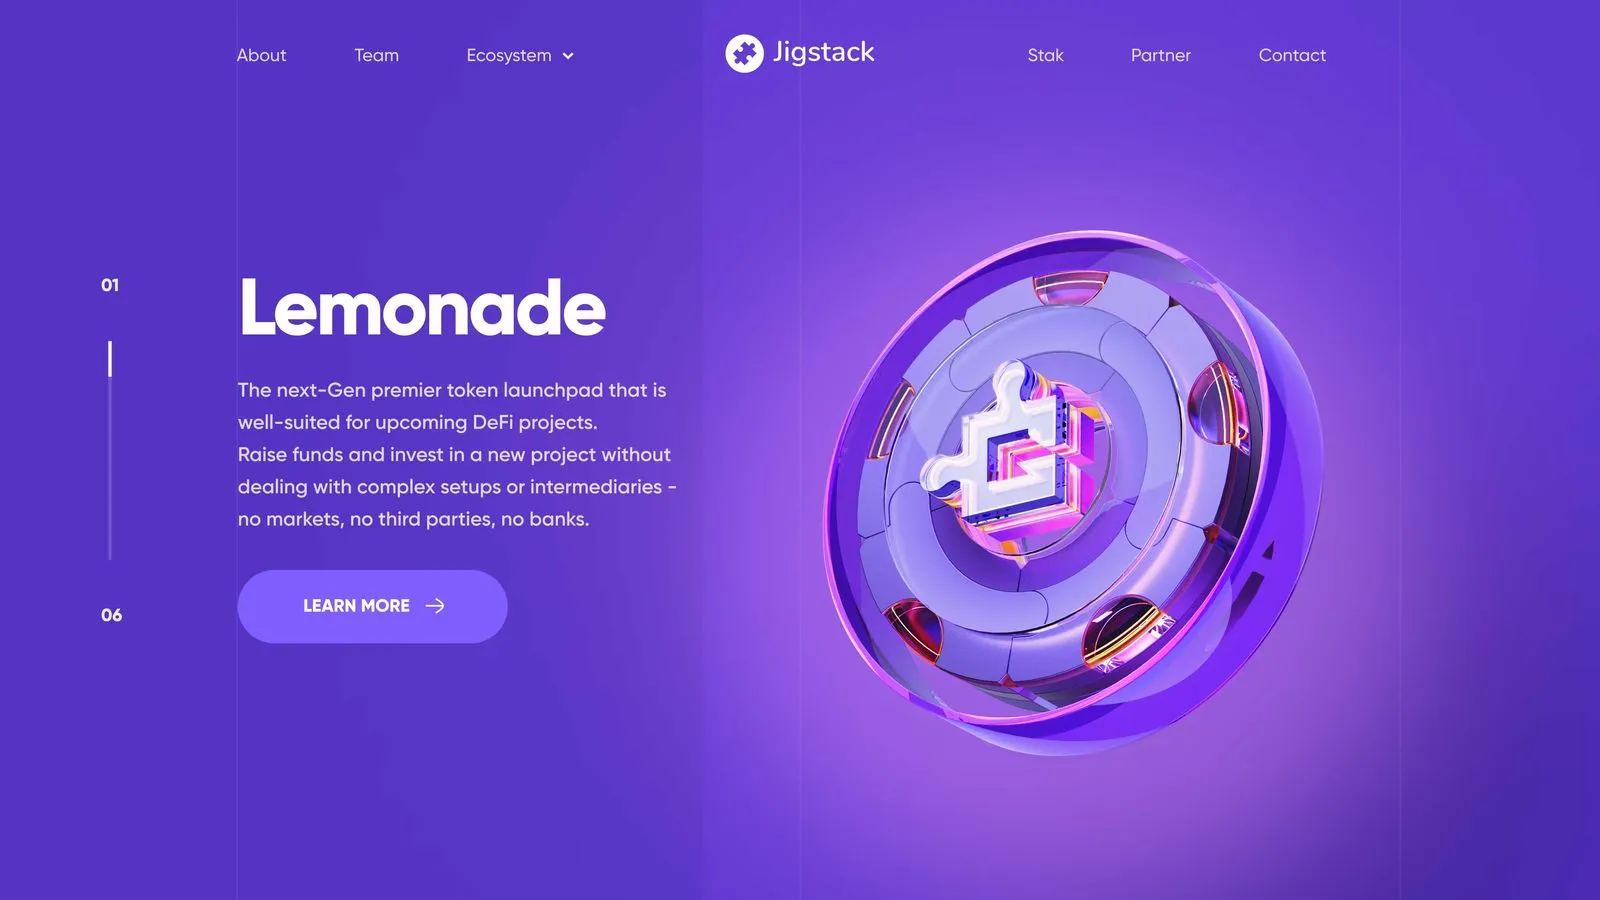 About
Team
Ecosystem
Jigstack
Stak
Partner
Contact
01
06
Lemonade
The next-Gen premier token launchpad that is
well-suited for upcoming DeFi projects.
Raise funds and invest in a new project without
dealing with complex setups or intermediaries -
no markets, no third parties, no banks.
LEARN MORE